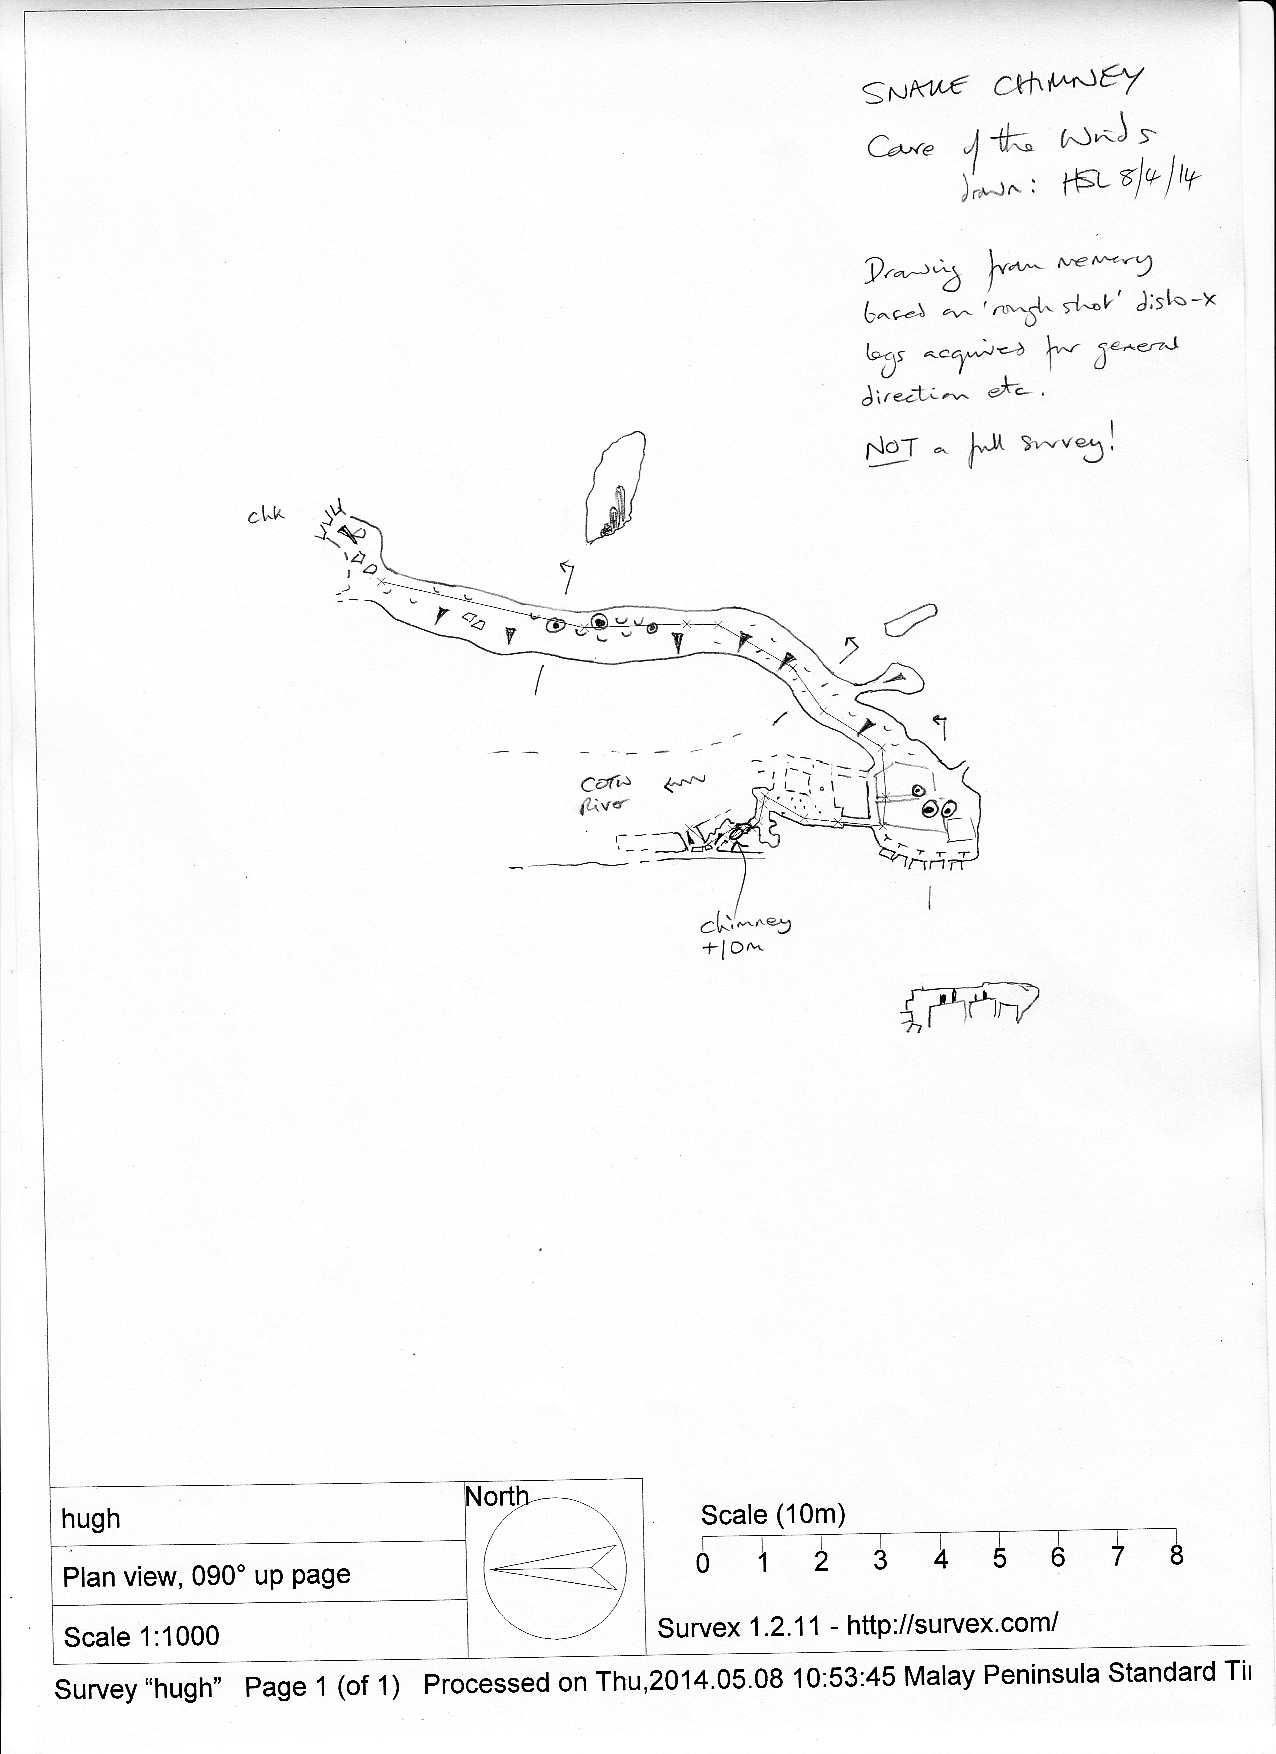 SNAKE CHIMNEY
Cave of the Winds
drawn: HSL 8/4/14
Drawing from memory
based on 'rough shot' disto-x
legs acquired for general
direction etc.
NOT a full survey!
chk
COTW
River
chimney
+10m
hugh
Plan view, 090° up page
Scale 1:1000
North
Scale (10m)
0 1 2 3 4 5 6 7 8
Survex 1.2.11 - http://survex.com/
Survey "hugh" Page 1 (of 1) Processed on Thu,2014.05.08 10:53:45 Malay Peninsula Standard Ti